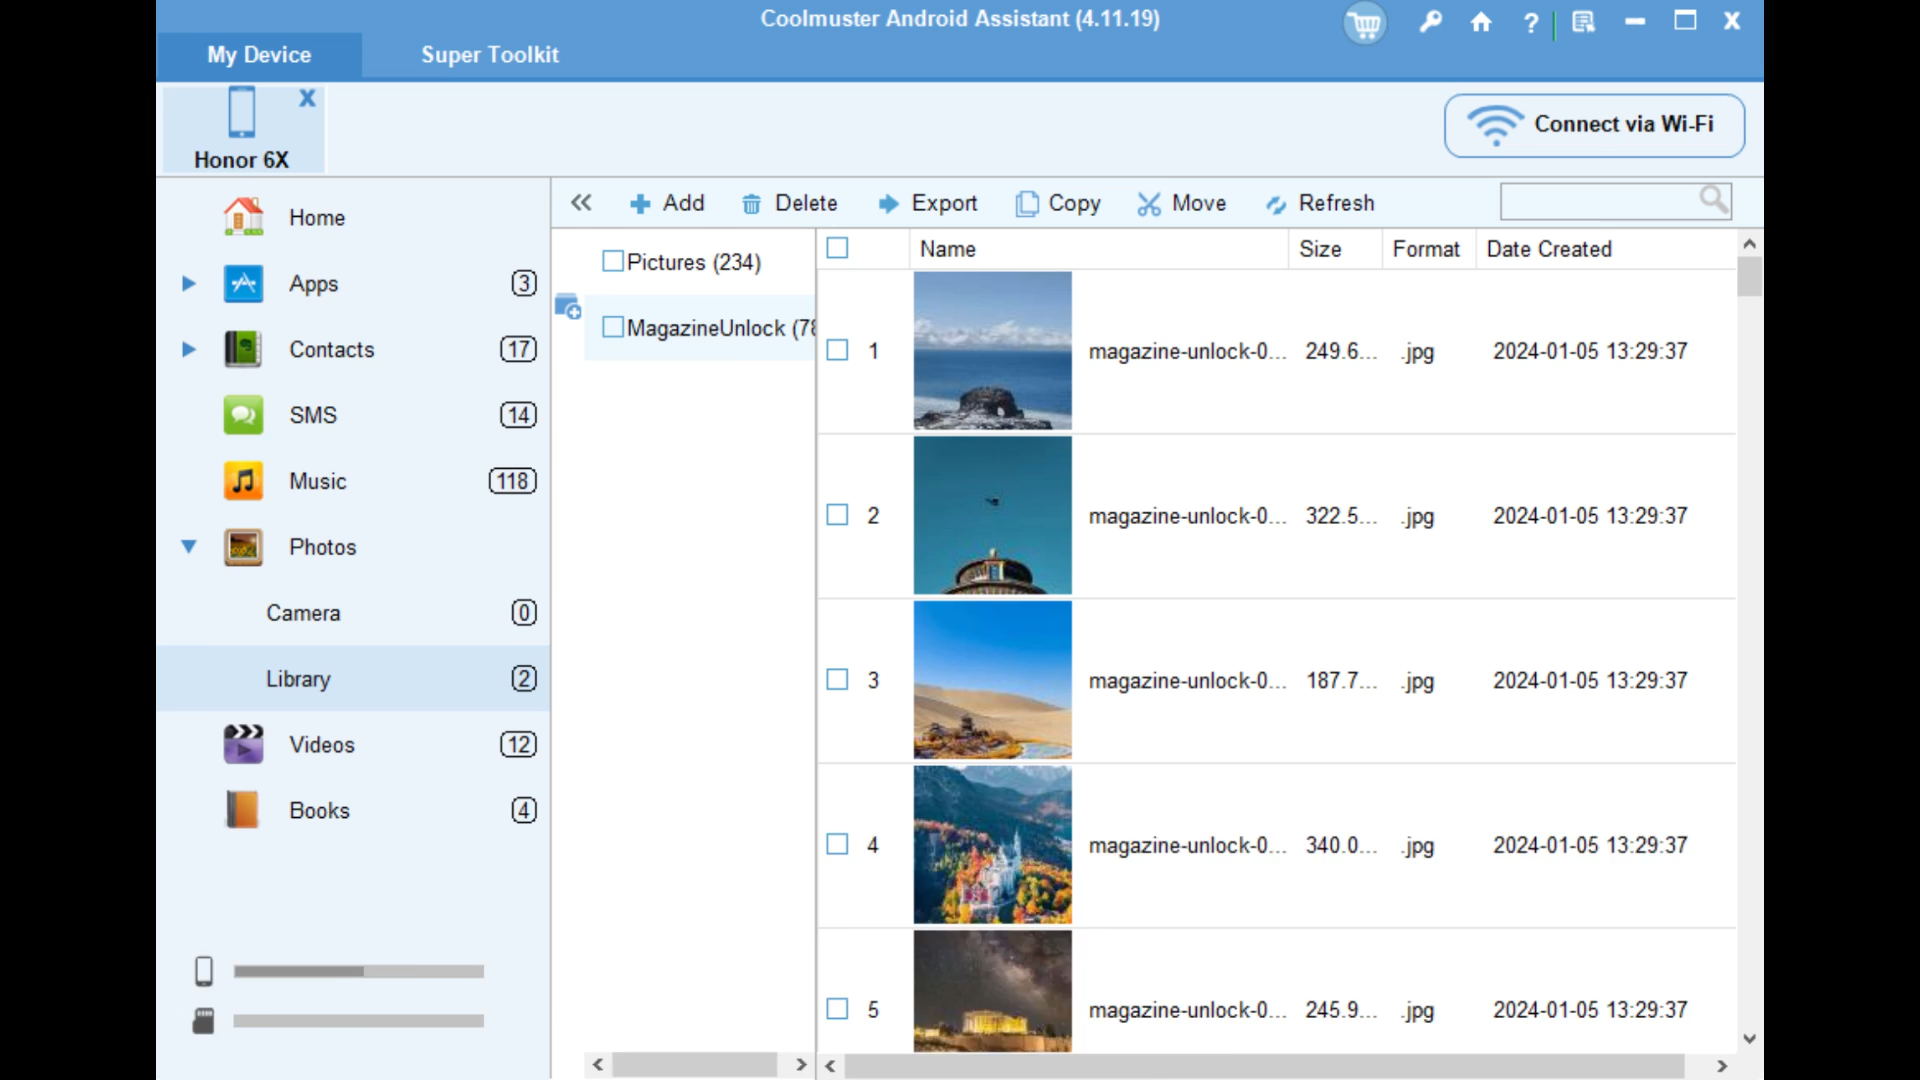 Coolmuster Android Assistant (4.11.19)
My Device
Super Toolkit
?
X
Honor 6X
X
Connect via Wi-Fi
Home
Apps
3
Contacts
17
SMS
14
Music
118
Photos
Camera
0
Library
2
Videos
12
Books
4
Add
Delete
Export
Copy
Move
Refresh
Pictures (234)
MagazineUnlock (78
Name Size Format Date Created
1 magazine-unlock-0... 249.6... .jpg 2024-01-05 13:29:37
2 magazine-unlock-0... 322.5... .jpg 2024-01-05 13:29:37
3 magazine-unlock-0... 187.7... .jpg 2024-01-05 13:29:37
4 magazine-unlock-0... 340.0... .jpg 2024-01-05 13:29:37
5 magazine-unlock-0... 245.9... .jpg 2024-01-05 13:29:37